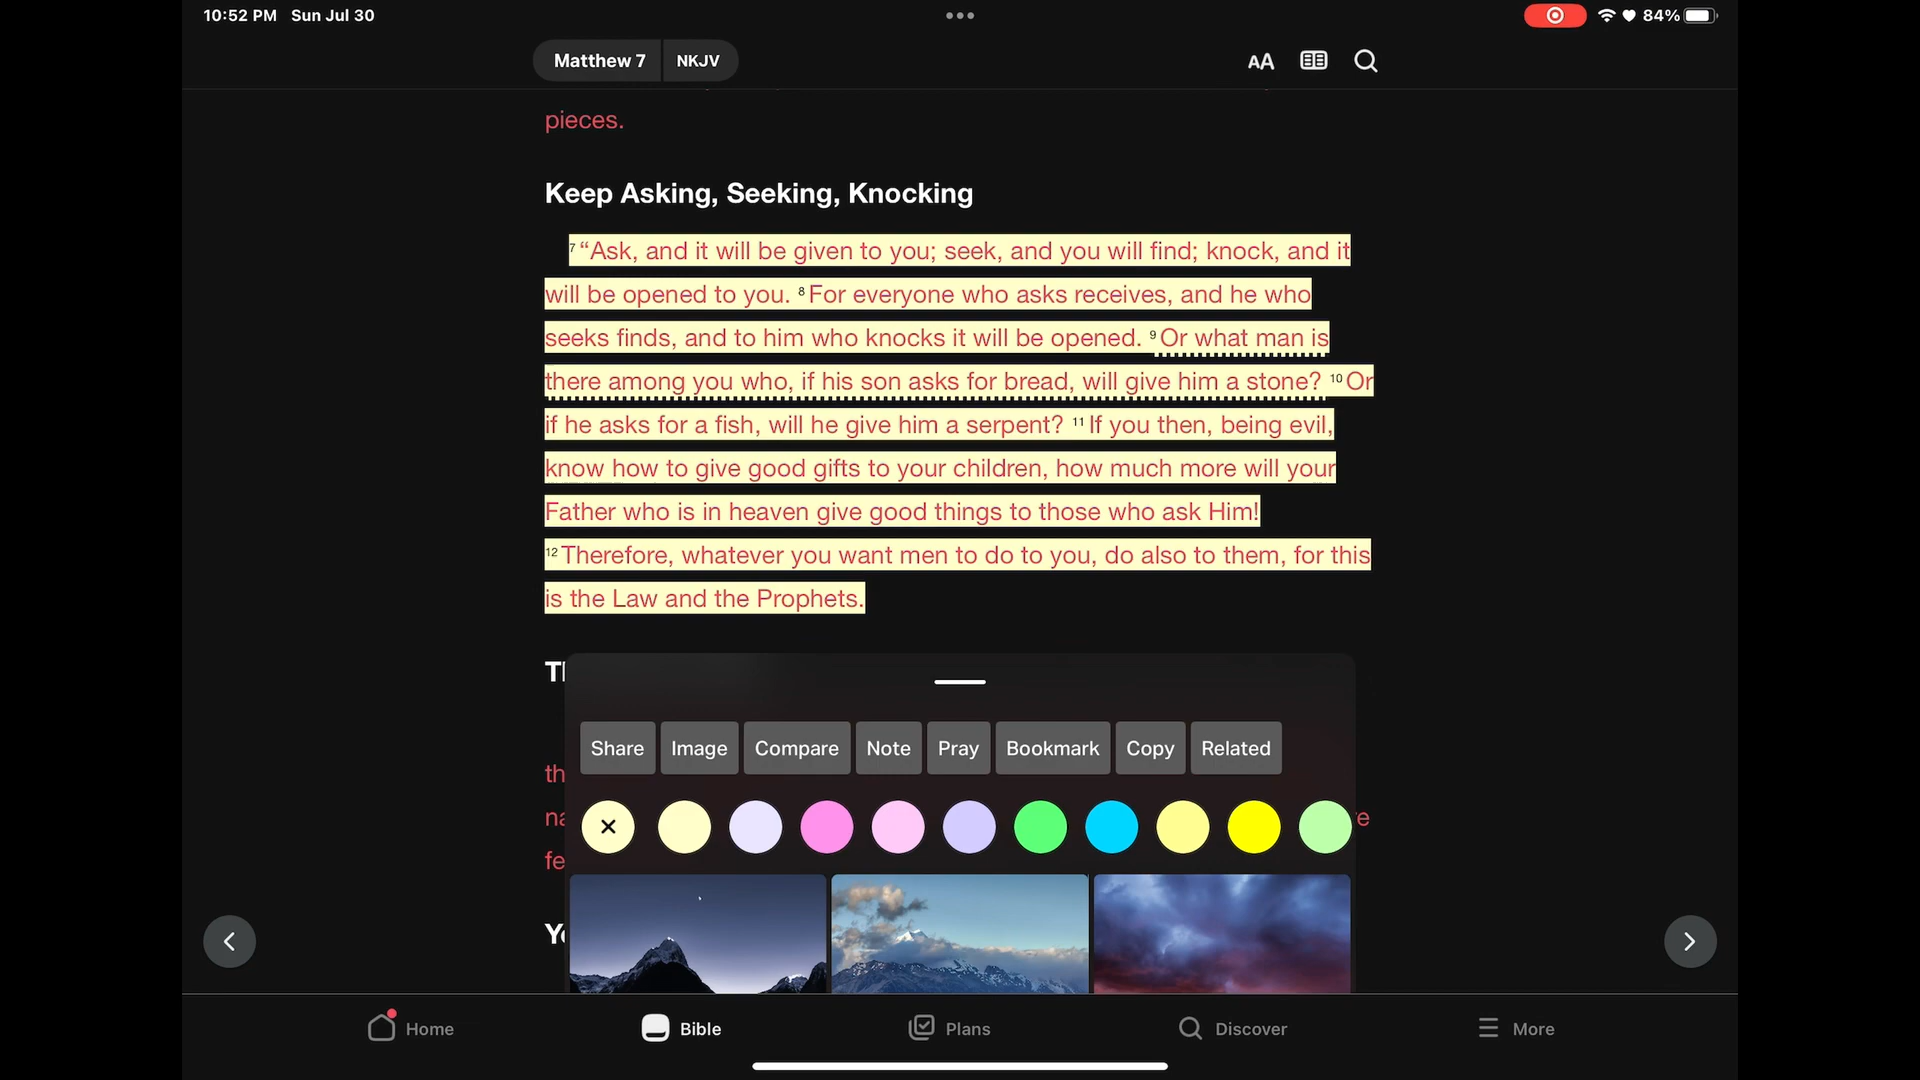 10:52 PM Sun Jul 30
84%
Matthew 7 NKJV
AA
pieces.
Keep Asking, Seeking, Knocking
7 “Ask, and it will be given to you; seek, and you will find; knock, and it
will be opened to you. 8 For everyone who asks receives, and he who
seeks finds, and to him who knocks it will be opened. 9 Or what man is
there among you who, if his son asks for bread, will give him a stone? 10 Or
if he asks for a fish, will he give him a serpent? 11 If you then, being evil,
know how to give good gifts to your children, how much more will your
Father who is in heaven give good things to those who ask Him!
12 Therefore, whatever you want men to do to you, do also to them, for this
is the Law and the Prophets.
Share Image Compare Note Pray Bookmark Copy Related
Home Bible Plans Discover More